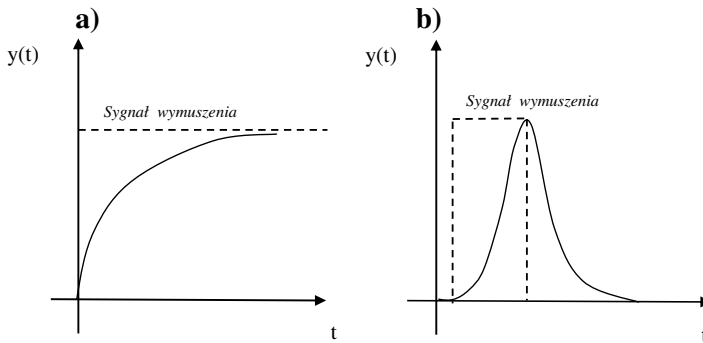 a)
y(t)
Sygnał wymuszenia
t
b)
y(t)
Sygnał wymuszenia
t